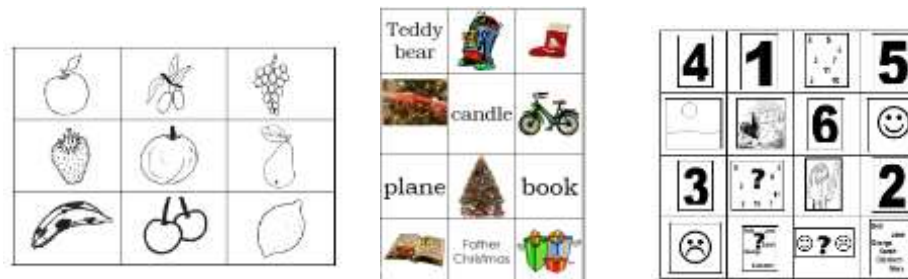 Teddy
bear
candle
plane
book
Father
Christmas
4
1
5
6
3
?
2
?
?